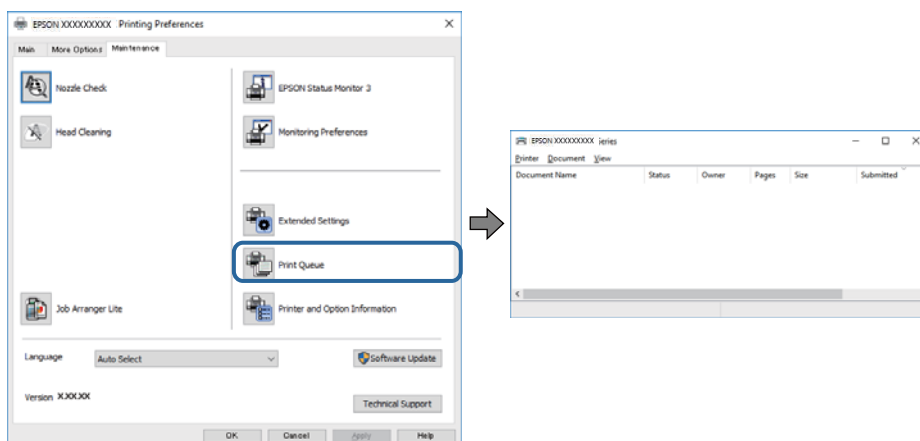 EPSON XXXXXXXXX Printing Preferences
Main More Options Maintenance
Nozzle Check
EPSON Status Monitor 3
Head Cleaning
Monitoring Preferences
Extended Settings
Print Queue
Job Arranger Lite
Printer and Option Information
Language Auto Select
Software Update
Version X.XX.XX
Technical Support
OK Cancel Apply Help
EPSON XXXXXXXXX ieries
Printer Document View
Document Name Status Owner Pages Size Submitted